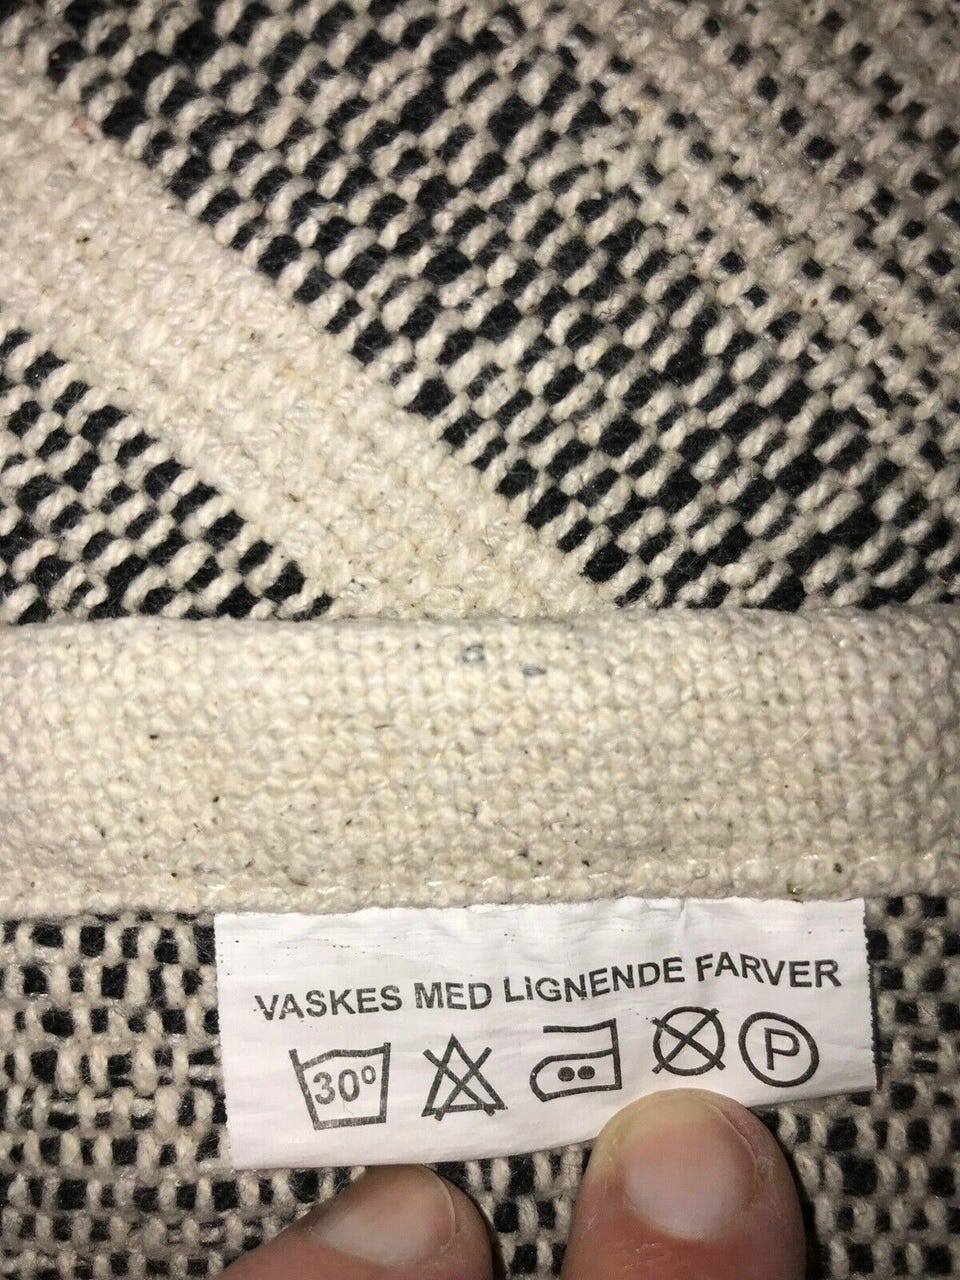 VASKES MED LIGNENDE FARVER
30° P